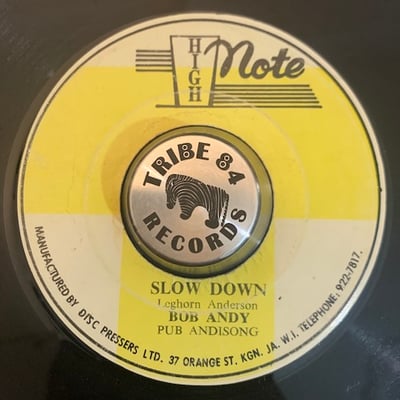 HIGH Note
TRIBE 84
RECORDS
SLOW DOWN
Leghorn Anderson
BOB ANDY
PUB ANDISONG
MANUFACTURED BY DISC PRESSERS LTD. 37 ORANGE ST. KGN. JA. W.I. TELEPHONE: 922-7817.